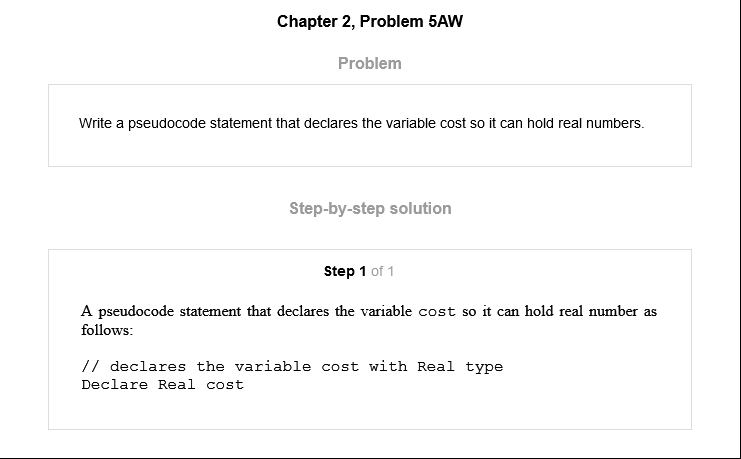 Chapter 2, Problem 5AW
Problem
Write a pseudocode statement that declares the variable cost so it can hold real numbers.
Step-by-step solution
Step 1 of 1
A pseudocode statement that declares the variable cost so it can hold real number as
follows:
// declares the variable cost with Real type
Declare Real cost